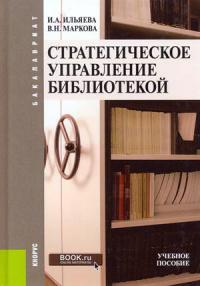 БАКАЛАВРИАТ
И.А. ИЛЬЯЕВА
В.Н. МАРКОВА
СТРАТЕГИЧЕСКОЕ
УПРАВЛЕНИЕ
БИБЛИОТЕКОЙ
BOOK.ru
УЧЕБНОЕ
ПОСОБИЕ
КНОРУС